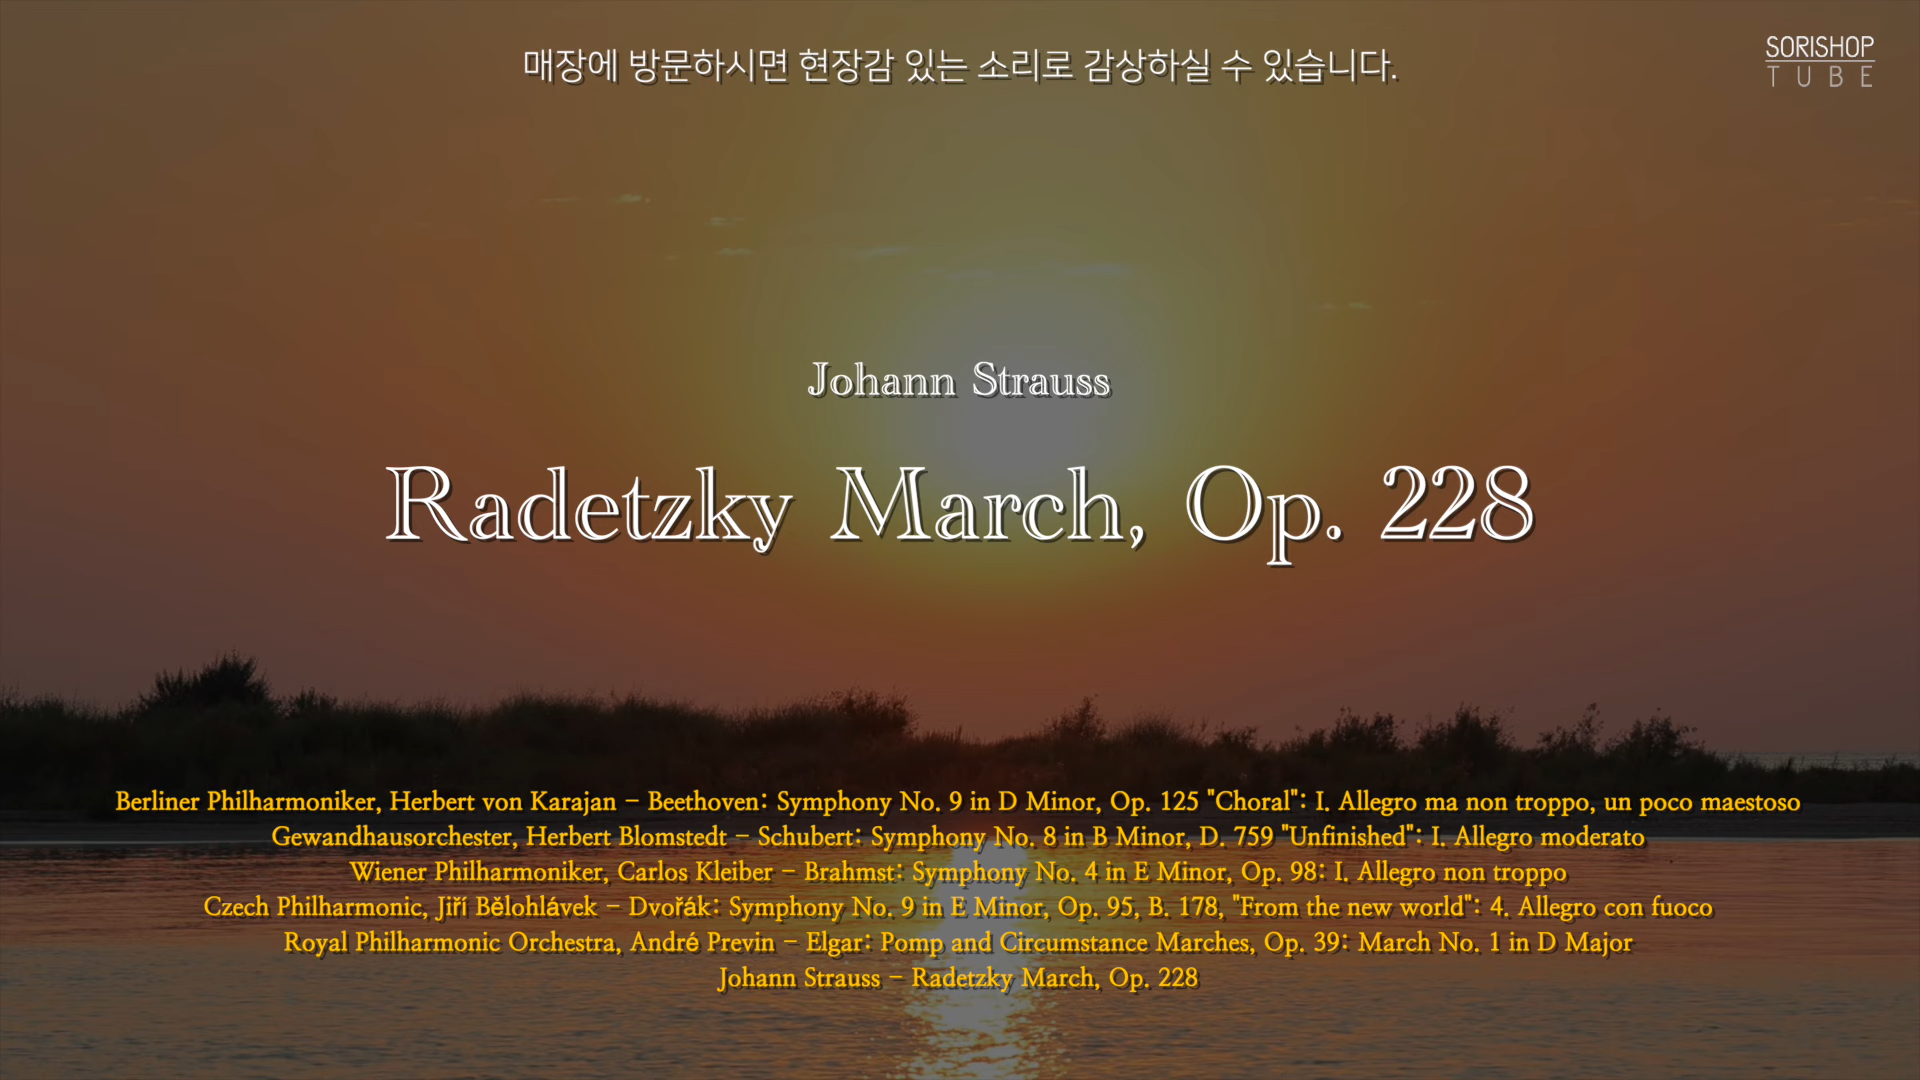 매장에 방문하시면 현장감 있는 소리로 감상하실 수 있습니다.
SORISHOP
TUBE
Johann Strauss
Radetzky March, Op. 228
Berliner Philharmoniker, Herbert von Karajan - Beethoven: Symphony No. 9 in D Minor, Op. 125 "Choral": I. Allegro ma non troppo, un poco maestoso
Gewandhausorchester, Herbert Blomstedt - Schubert: Symphony No. 8 in B Minor, D. 759 "Unfinished": I. Allegro moderato
Wiener Philharmoniker, Carlos Kleiber - Brahmst: Symphony No. 4 in E Minor, Op. 98: I. Allegro non troppo
Czech Philharmonic, Jiří Bělohlávek - Dvořák: Symphony No. 9 in E Minor, Op. 95, B. 178, "From the new world": 4. Allegro con fuoco
Royal Philharmonic Orchestra, André Previn - Elgar: Pomp and Circumstance Marches, Op. 39: March No. 1 in D Major
Johann Strauss - Radetzky March, Op. 228